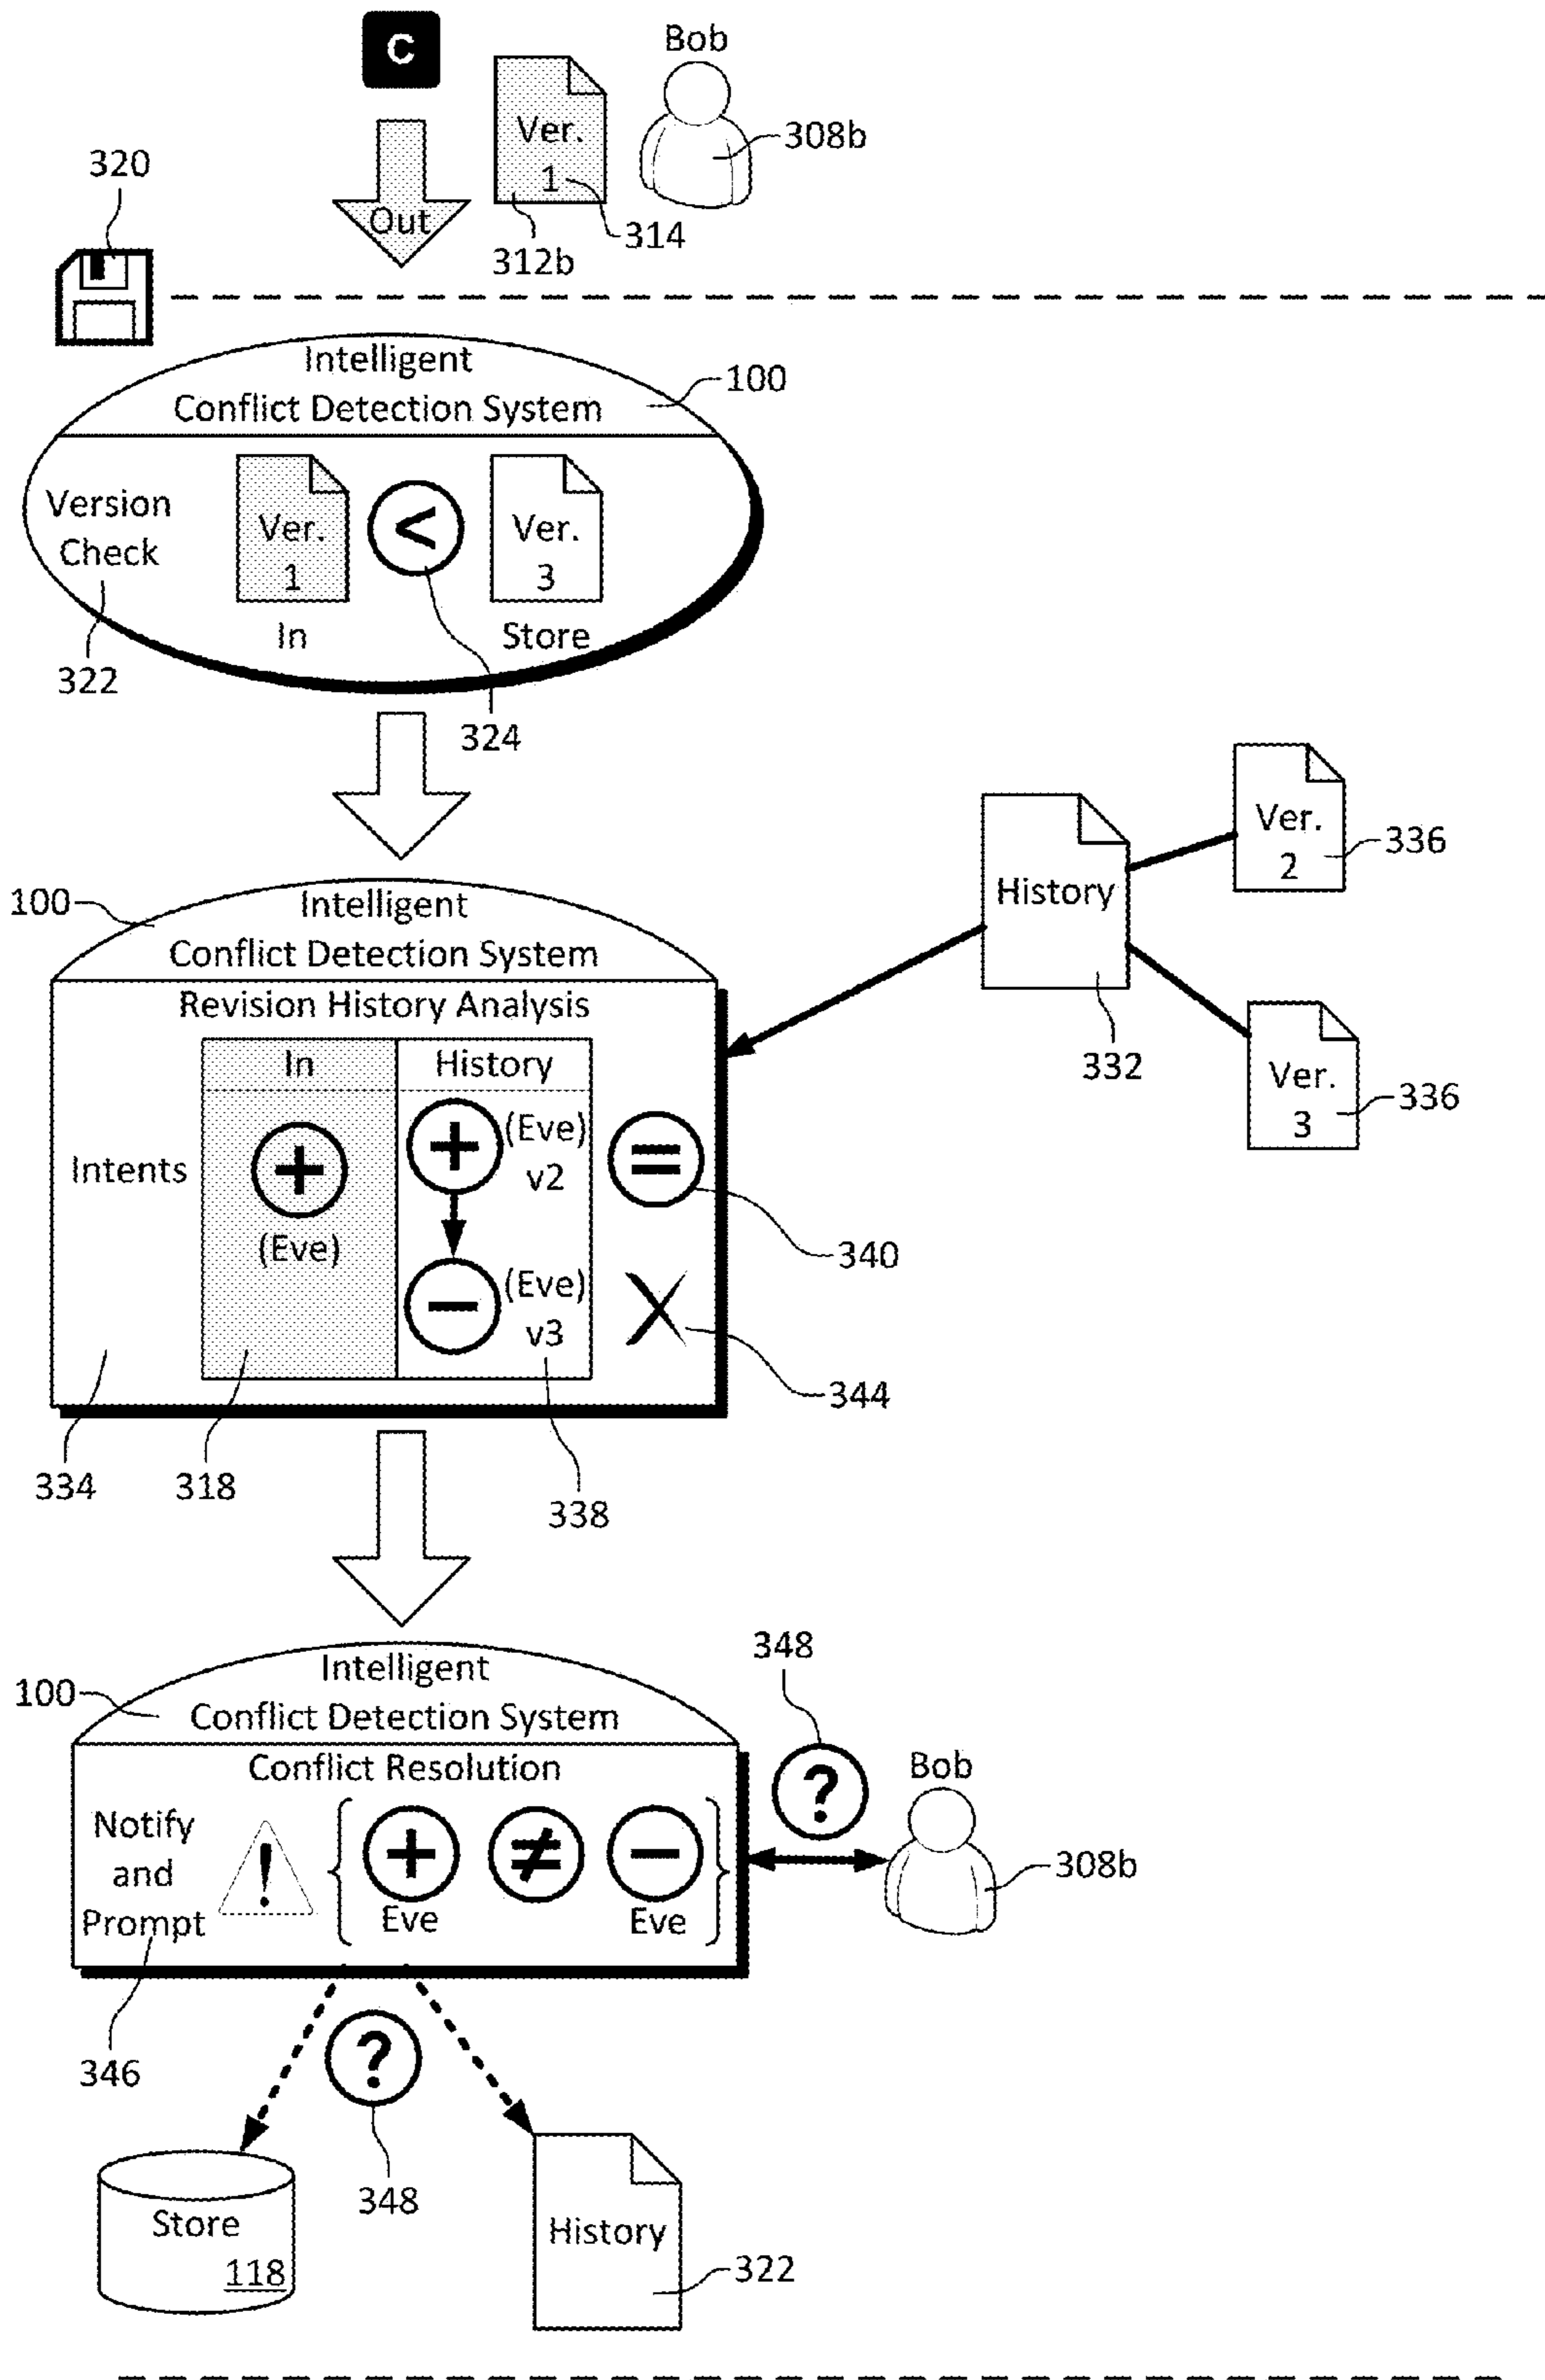 C
Bob
Ver.
1
308b
314
312b
Out
320
Intelligent
Conflict Detection System
100
Version
Check
Ver.
1
<
Ver.
3
In
Store
322
324
Ver.
2
336
History
332
Ver.
3
336
100
Intelligent
Conflict Detection System
Revision History Analysis
In
History
Intents
+
(Eve)
+
(Eve)
v2
=
340
−
(Eve)
v3
X
344
334
318
338
348
100
Intelligent
Conflict Detection System
Conflict Resolution
Notify
and
Prompt
!
{
+
≠
−
}
Eve
Eve
?
Bob
308b
346
?
348
Store
118
History
322